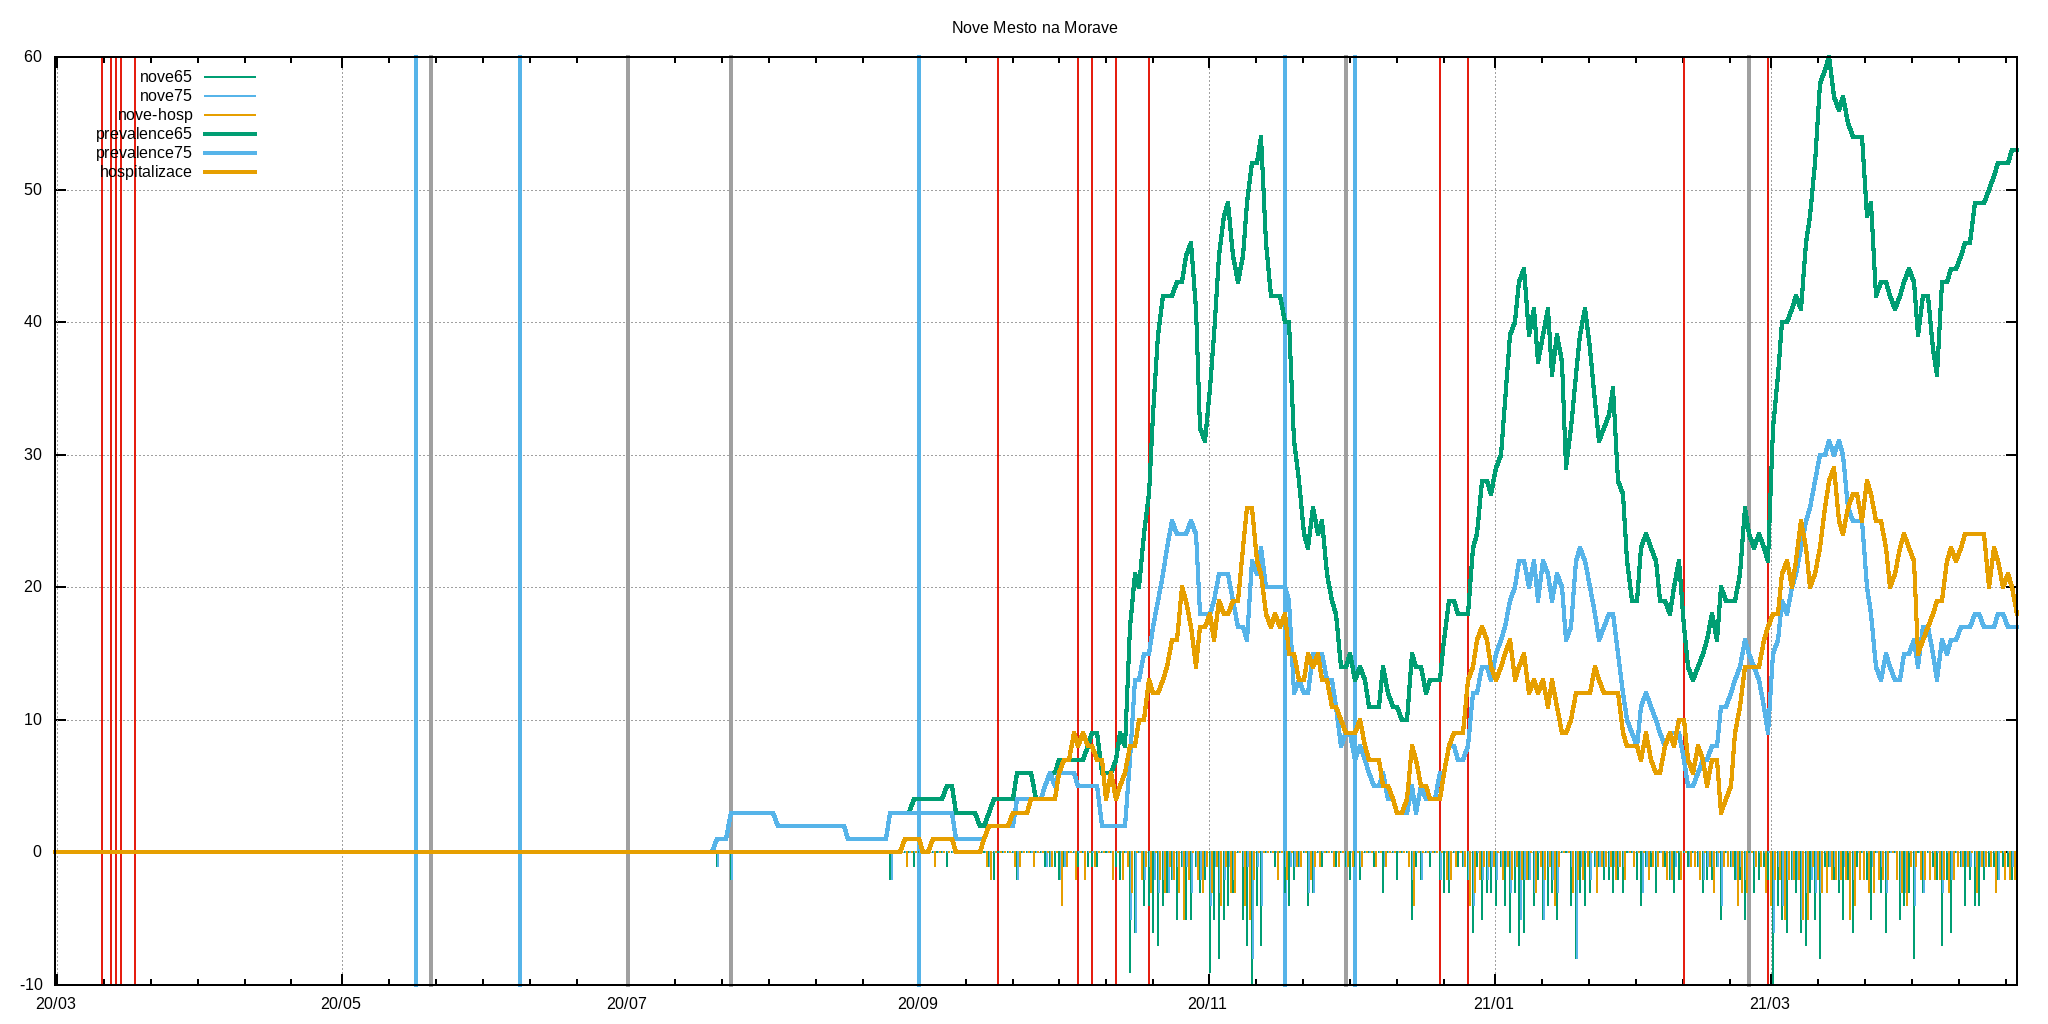 Nove Mesto na Morave
60
50
40
30
20
10
0
-10
nove65
nove75
nove-hosp
prevalence65
prevalence75
hospitalizace
20/03 20/05 20/07 20/09 20/11 21/01 21/03